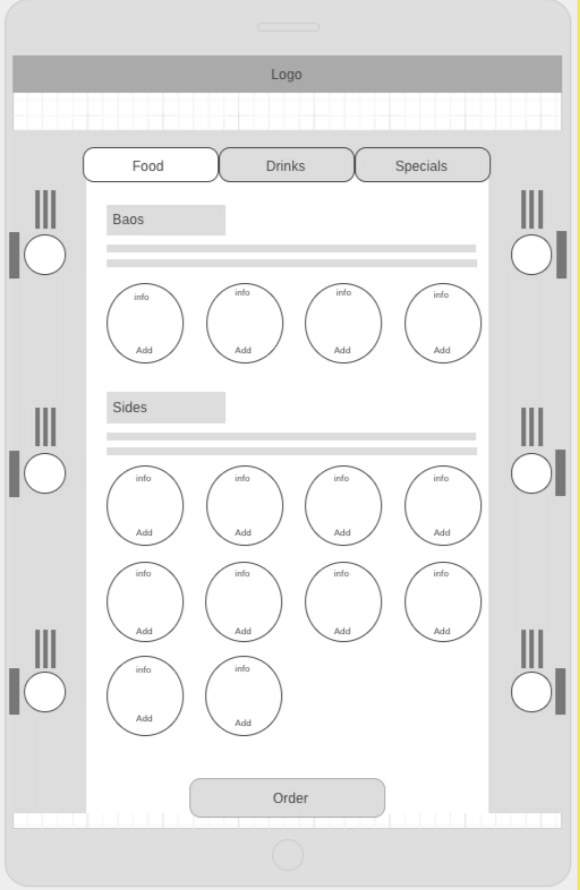 Logo
Food Drinks Specials
Baos
info info info info
Add Add Add Add
Sides
info info info info
Add Add Add Add
info info info info
Add Add Add Add
info info
Add Add
Order